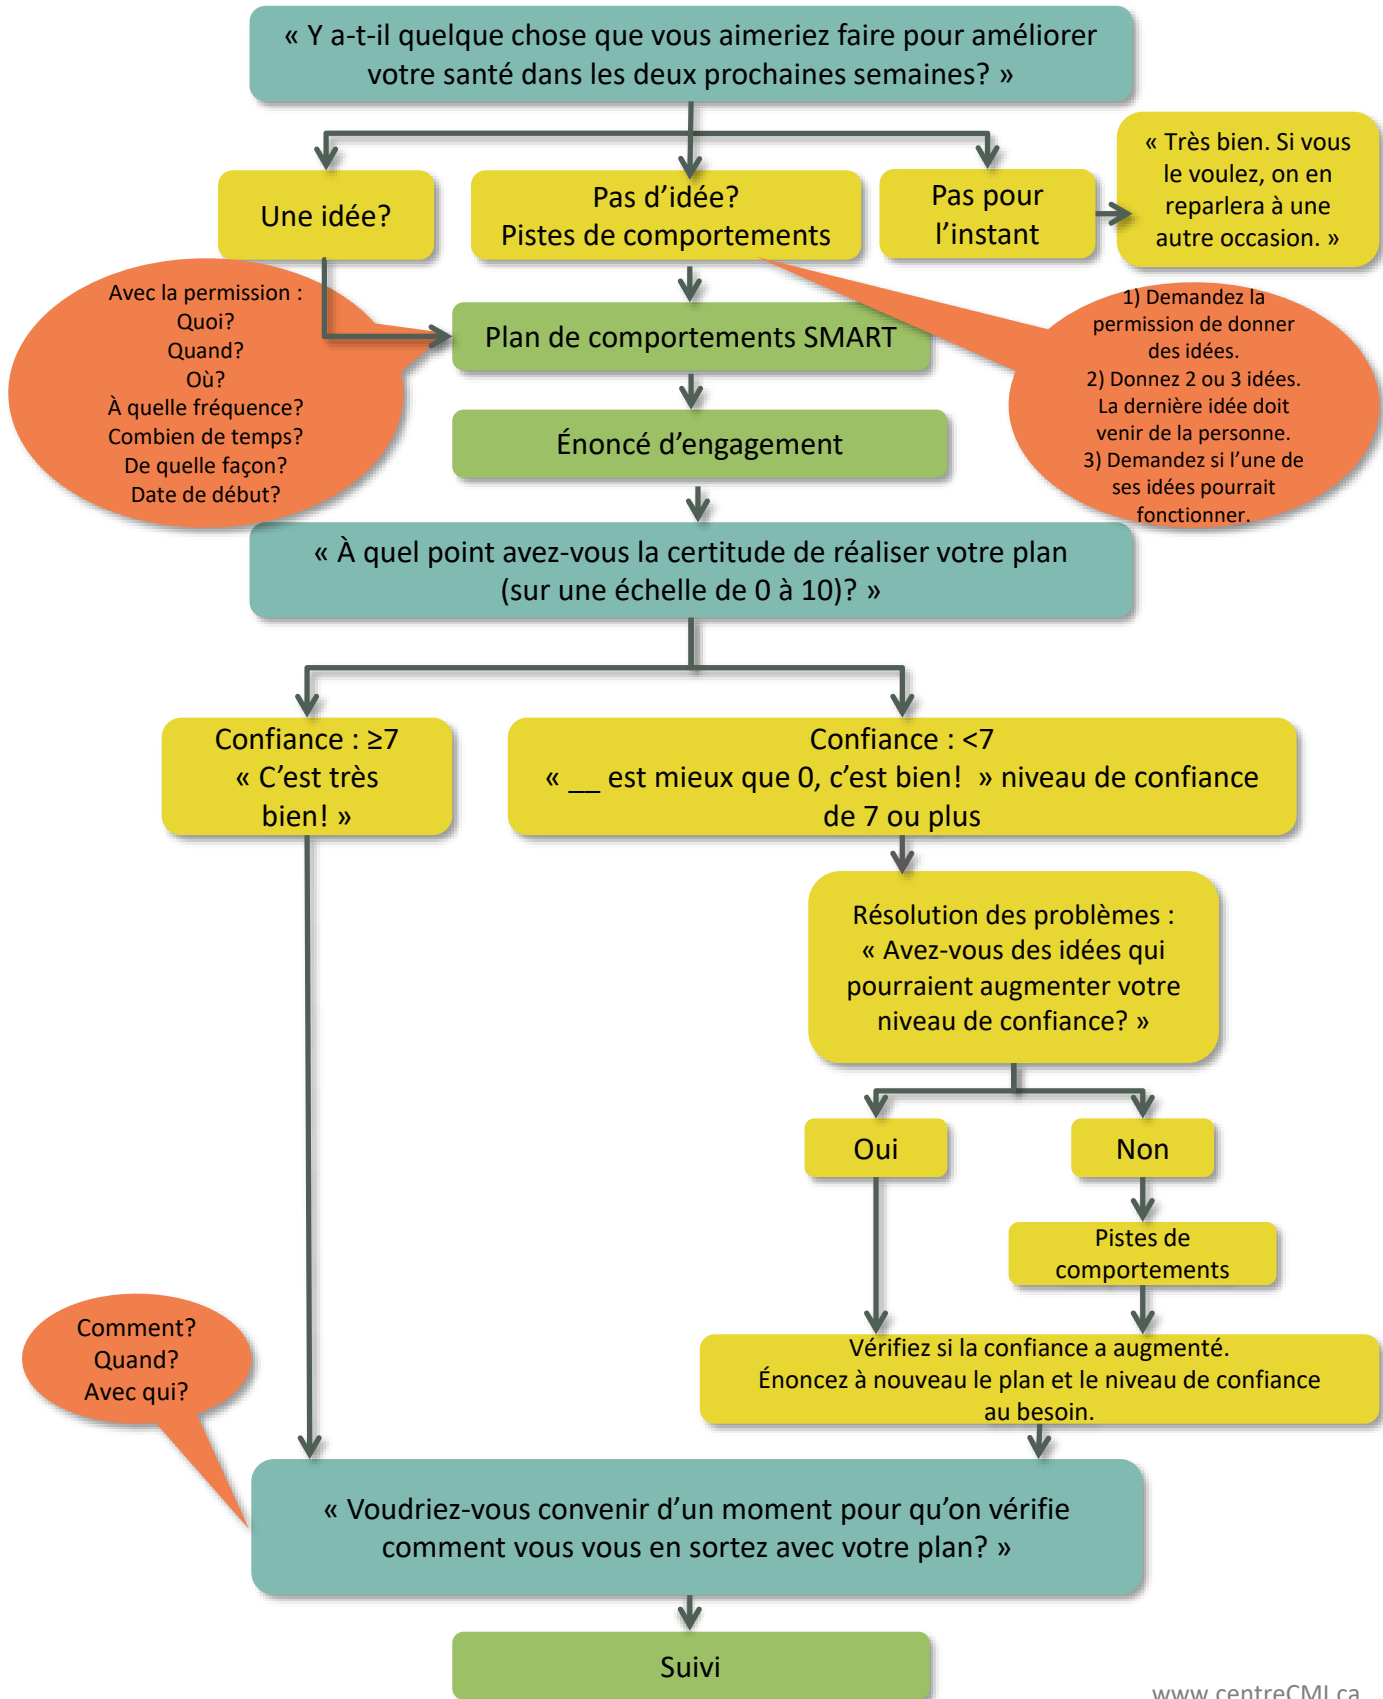 « Y a-t-il quelque chose que vous aimeriez faire pour améliorer
votre santé dans les deux prochaines semaines? »
Une idée?
Pas d’idée?
Pistes de comportements
Pas pour
l’instant
« Très bien. Si vous
le voulez, on en
reparlera à une
autre occasion. »
Avec la permission :
Quoi?
Quand?
Où?
À quelle fréquence?
Combien de temps?
De quelle façon?
Date de début?
Plan de comportements SMART
1) Demandez la
permission de donner
des idées.
2) Donnez 2 ou 3 idées.
La dernière idée doit
venir de la personne.
3) Demandez si l’une de
ses idées pourrait
fonctionner.
Énoncé d’engagement
« À quel point avez-vous la certitude de réaliser votre plan
(sur une échelle de 0 à 10)? »
Confiance : ≥7
« C’est très
bien! »
Confiance : <7
« __ est mieux que 0, c’est bien!  » niveau de confiance
de 7 ou plus
Résolution des problèmes :
« Avez-vous des idées qui
pourraient augmenter votre
niveau de confiance? »
Oui
Non
Pistes de
comportements
Vérifiez si la confiance a augmenté.
Énoncez à nouveau le plan et le niveau de confiance
au besoin.
Comment?
Quand?
Avec qui?
« Voudriez-vous convenir d’un moment pour qu’on vérifie
comment vous vous en sortez avec votre plan? »
Suivi
www.centreCMI.ca